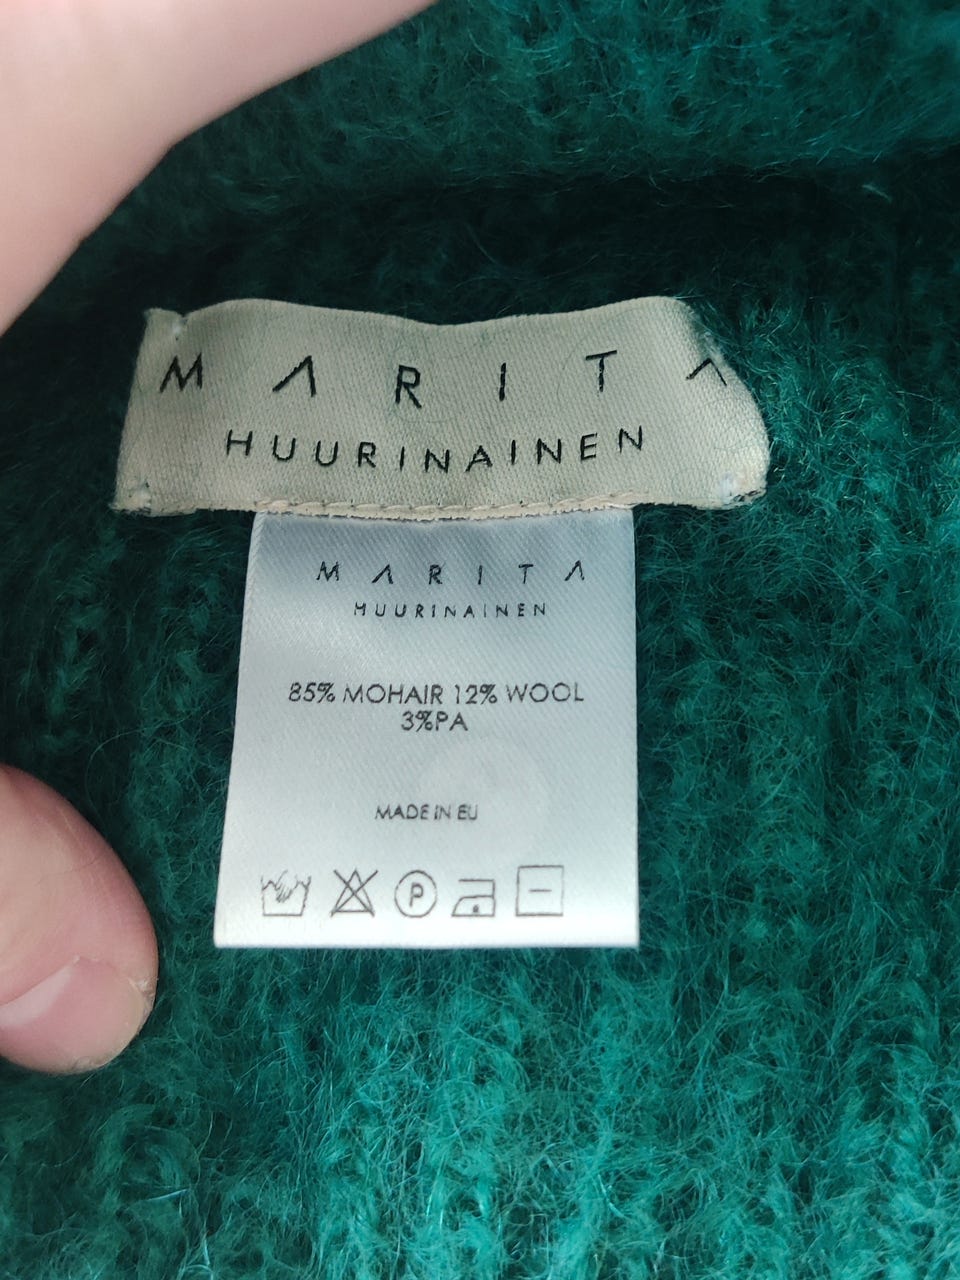 MARITA
HUURINAINEN
MARITA
HUURINAINEN
85% MOHAIR 12% WOOL
3%PA
MADE IN EU
P